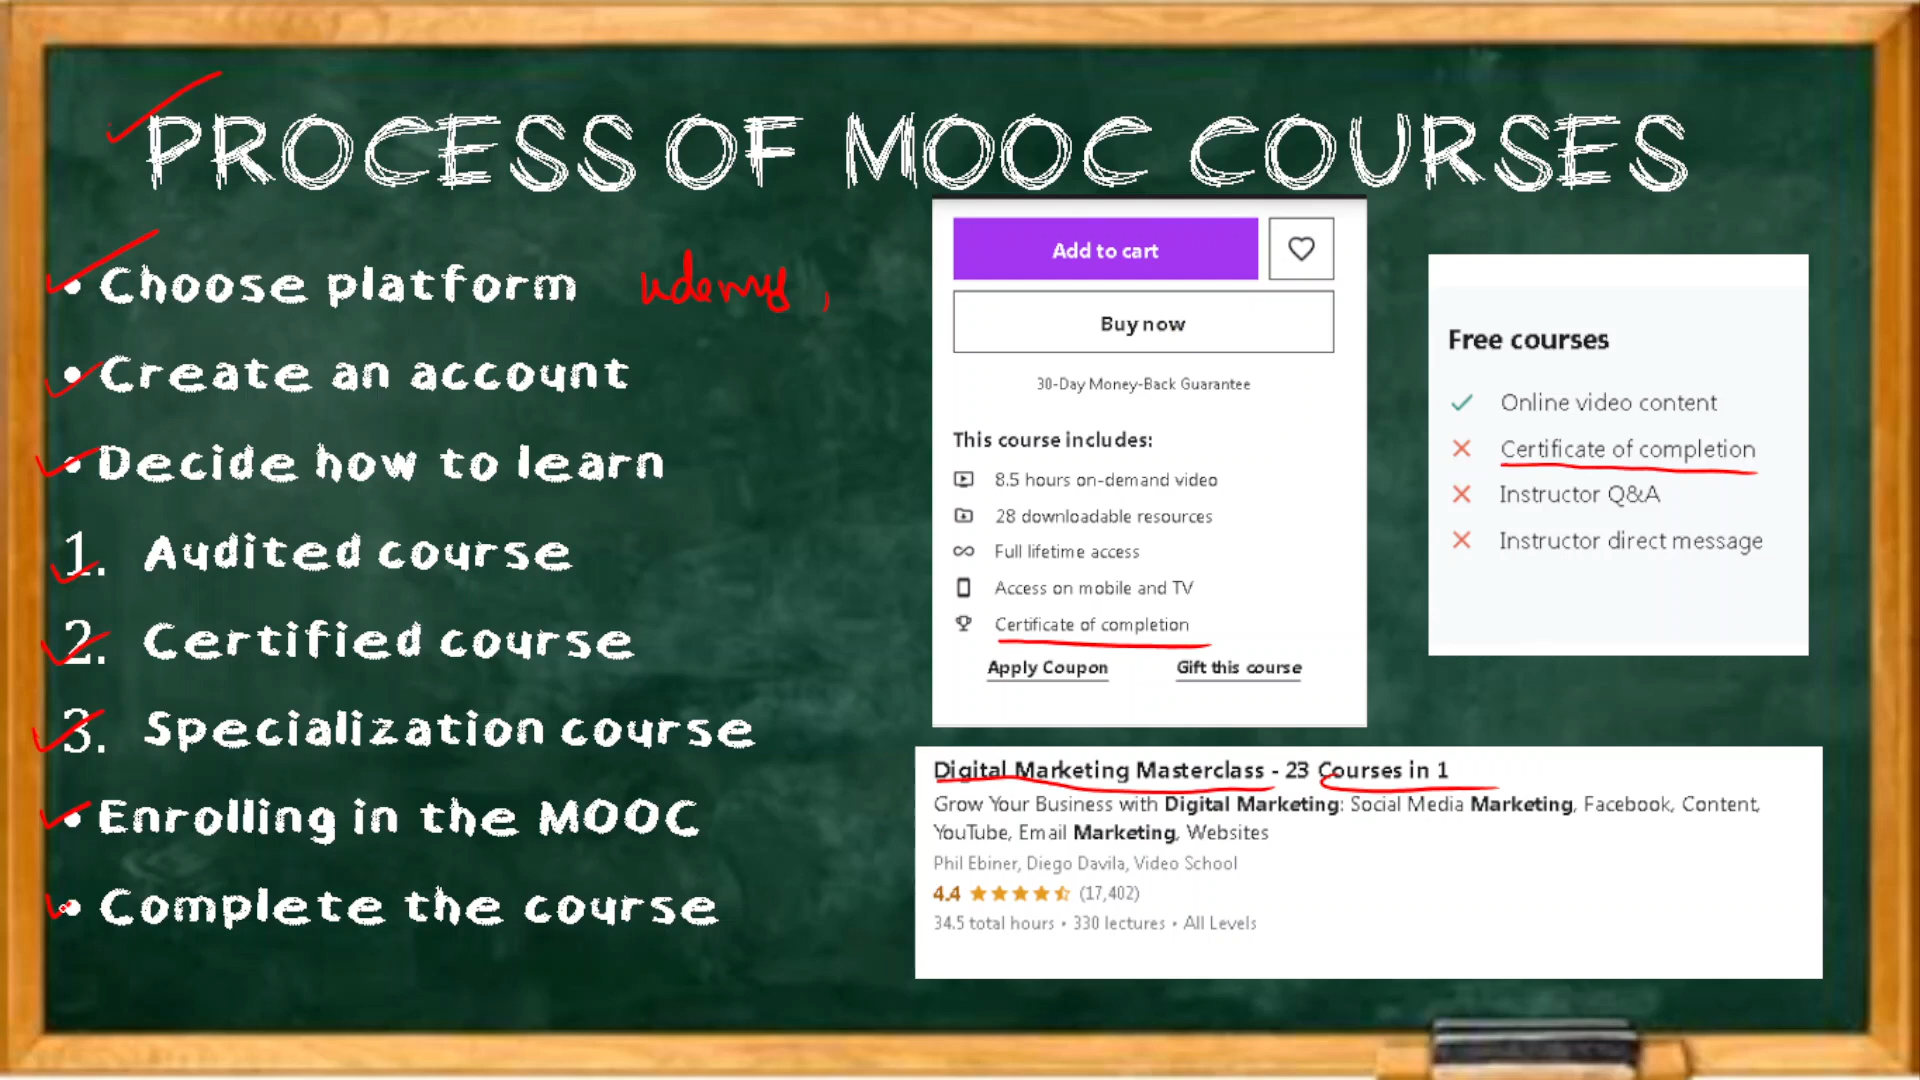 PROCESS OF MOOC COURSES
• Choose platform udemy,
• Create an account
• Decide how to learn
1. Audited course
2. Certified course
3. Specialization course
• Enrolling in the MOOC
• Complete the course
Add to cart
Buy now
30-Day Money-Back Guarantee
This course includes:
8.5 hours on-demand video
28 downloadable resources
Full lifetime access
Access on mobile and TV
Certificate of completion
Apply Coupon Gift this course
Free courses
Online video content
Certificate of completion
Instructor Q&A
Instructor direct message
Digital Marketing Masterclass - 23 Courses in 1
Grow Your Business with Digital Marketing: Social Media Marketing, Facebook, Content,
YouTube, Email Marketing, Websites
Phil Ebiner, Diego Davila, Video School
4.4 (17,402)
34.5 total hours • 330 lectures • All Levels